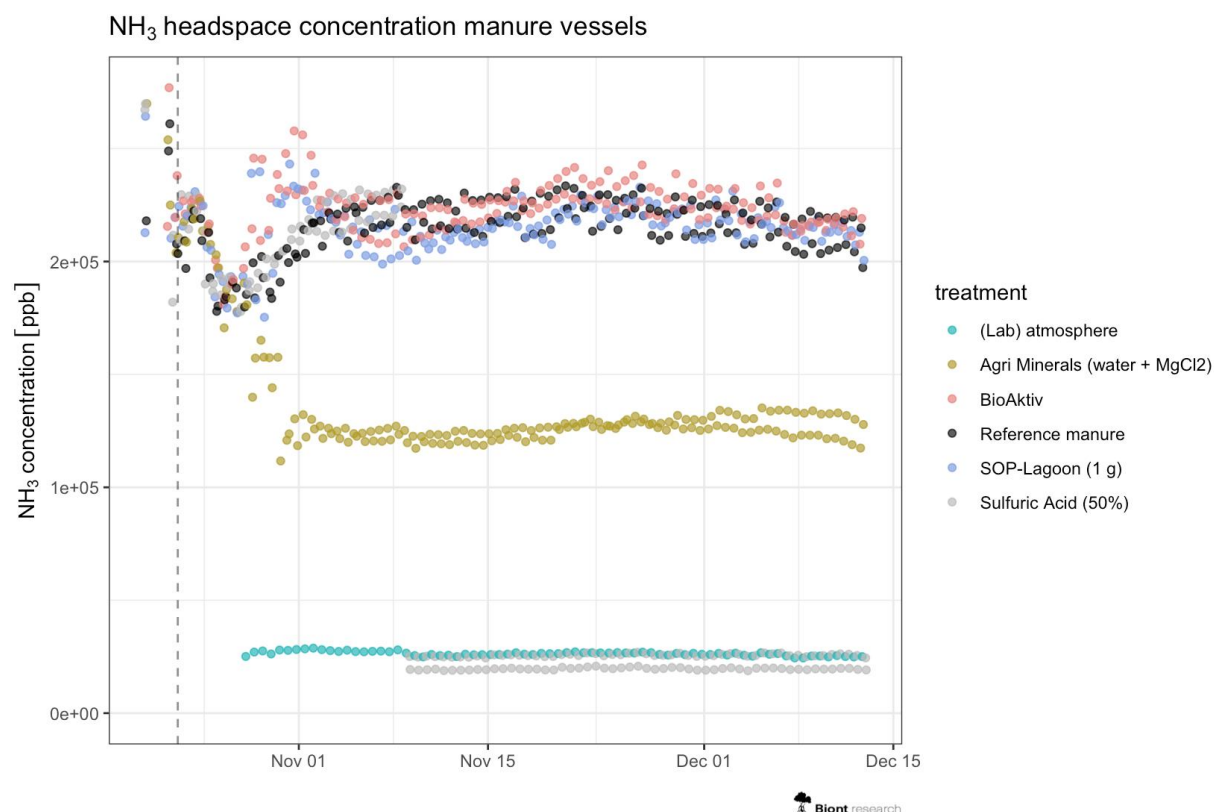 NH₃ headspace concentration manure vessels
NH₃ concentration [ppb]
2e+05
1e+05
0e+00
Nov 01
Nov 15
Dec 01
Dec 15
treatment
(Lab) atmosphere
Agri Minerals (water + MgCl2)
BioAktiv
Reference manure
SOP-Lagoon (1 g)
Sulfuric Acid (50%)
Biont research